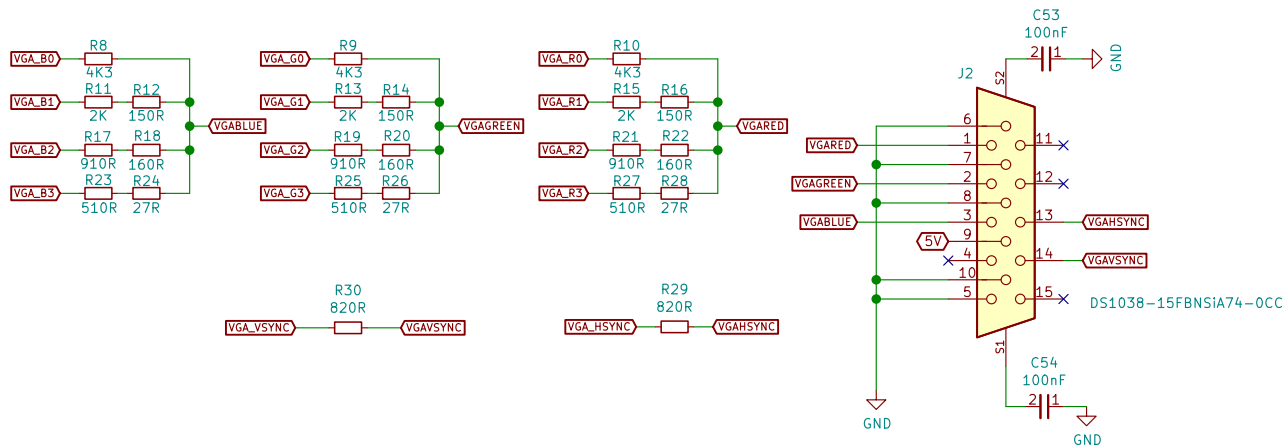 C53
100nF
GND
VGA_B0
R8
4K3
VGA_B1
R11
2K
R12
150R
VGABLUE
VGA_B2
R17
910R
R18
160R
VGA_B3
R23
510R
R24
27R
VGA_G0
R9
4K3
VGA_G1
R13
2K
R14
150R
VGAGREEN
VGA_G2
R19
910R
R20
160R
VGA_G3
R25
510R
R26
27R
VGA_R0
R10
4K3
VGA_R1
R15
2K
R16
150R
VGARED
VGA_R2
R21
910R
R22
160R
VGA_R3
R27
510R
R28
27R
J2
S2
2 1
6
VGARED
1
11
7
VGAGREEN
2
12
8
VGABLUE
3
13
VGAHSYNC
5V
9
4
14
VGAVSYNC
10
5
15
DS1038-15FBNSiA74-0CC
S1
VGA_VSYNC
R30
820R
VGAVSYNC
VGA_HSYNC
R29
820R
VGAHSYNC
C54
100nF
2 1
GND
GND